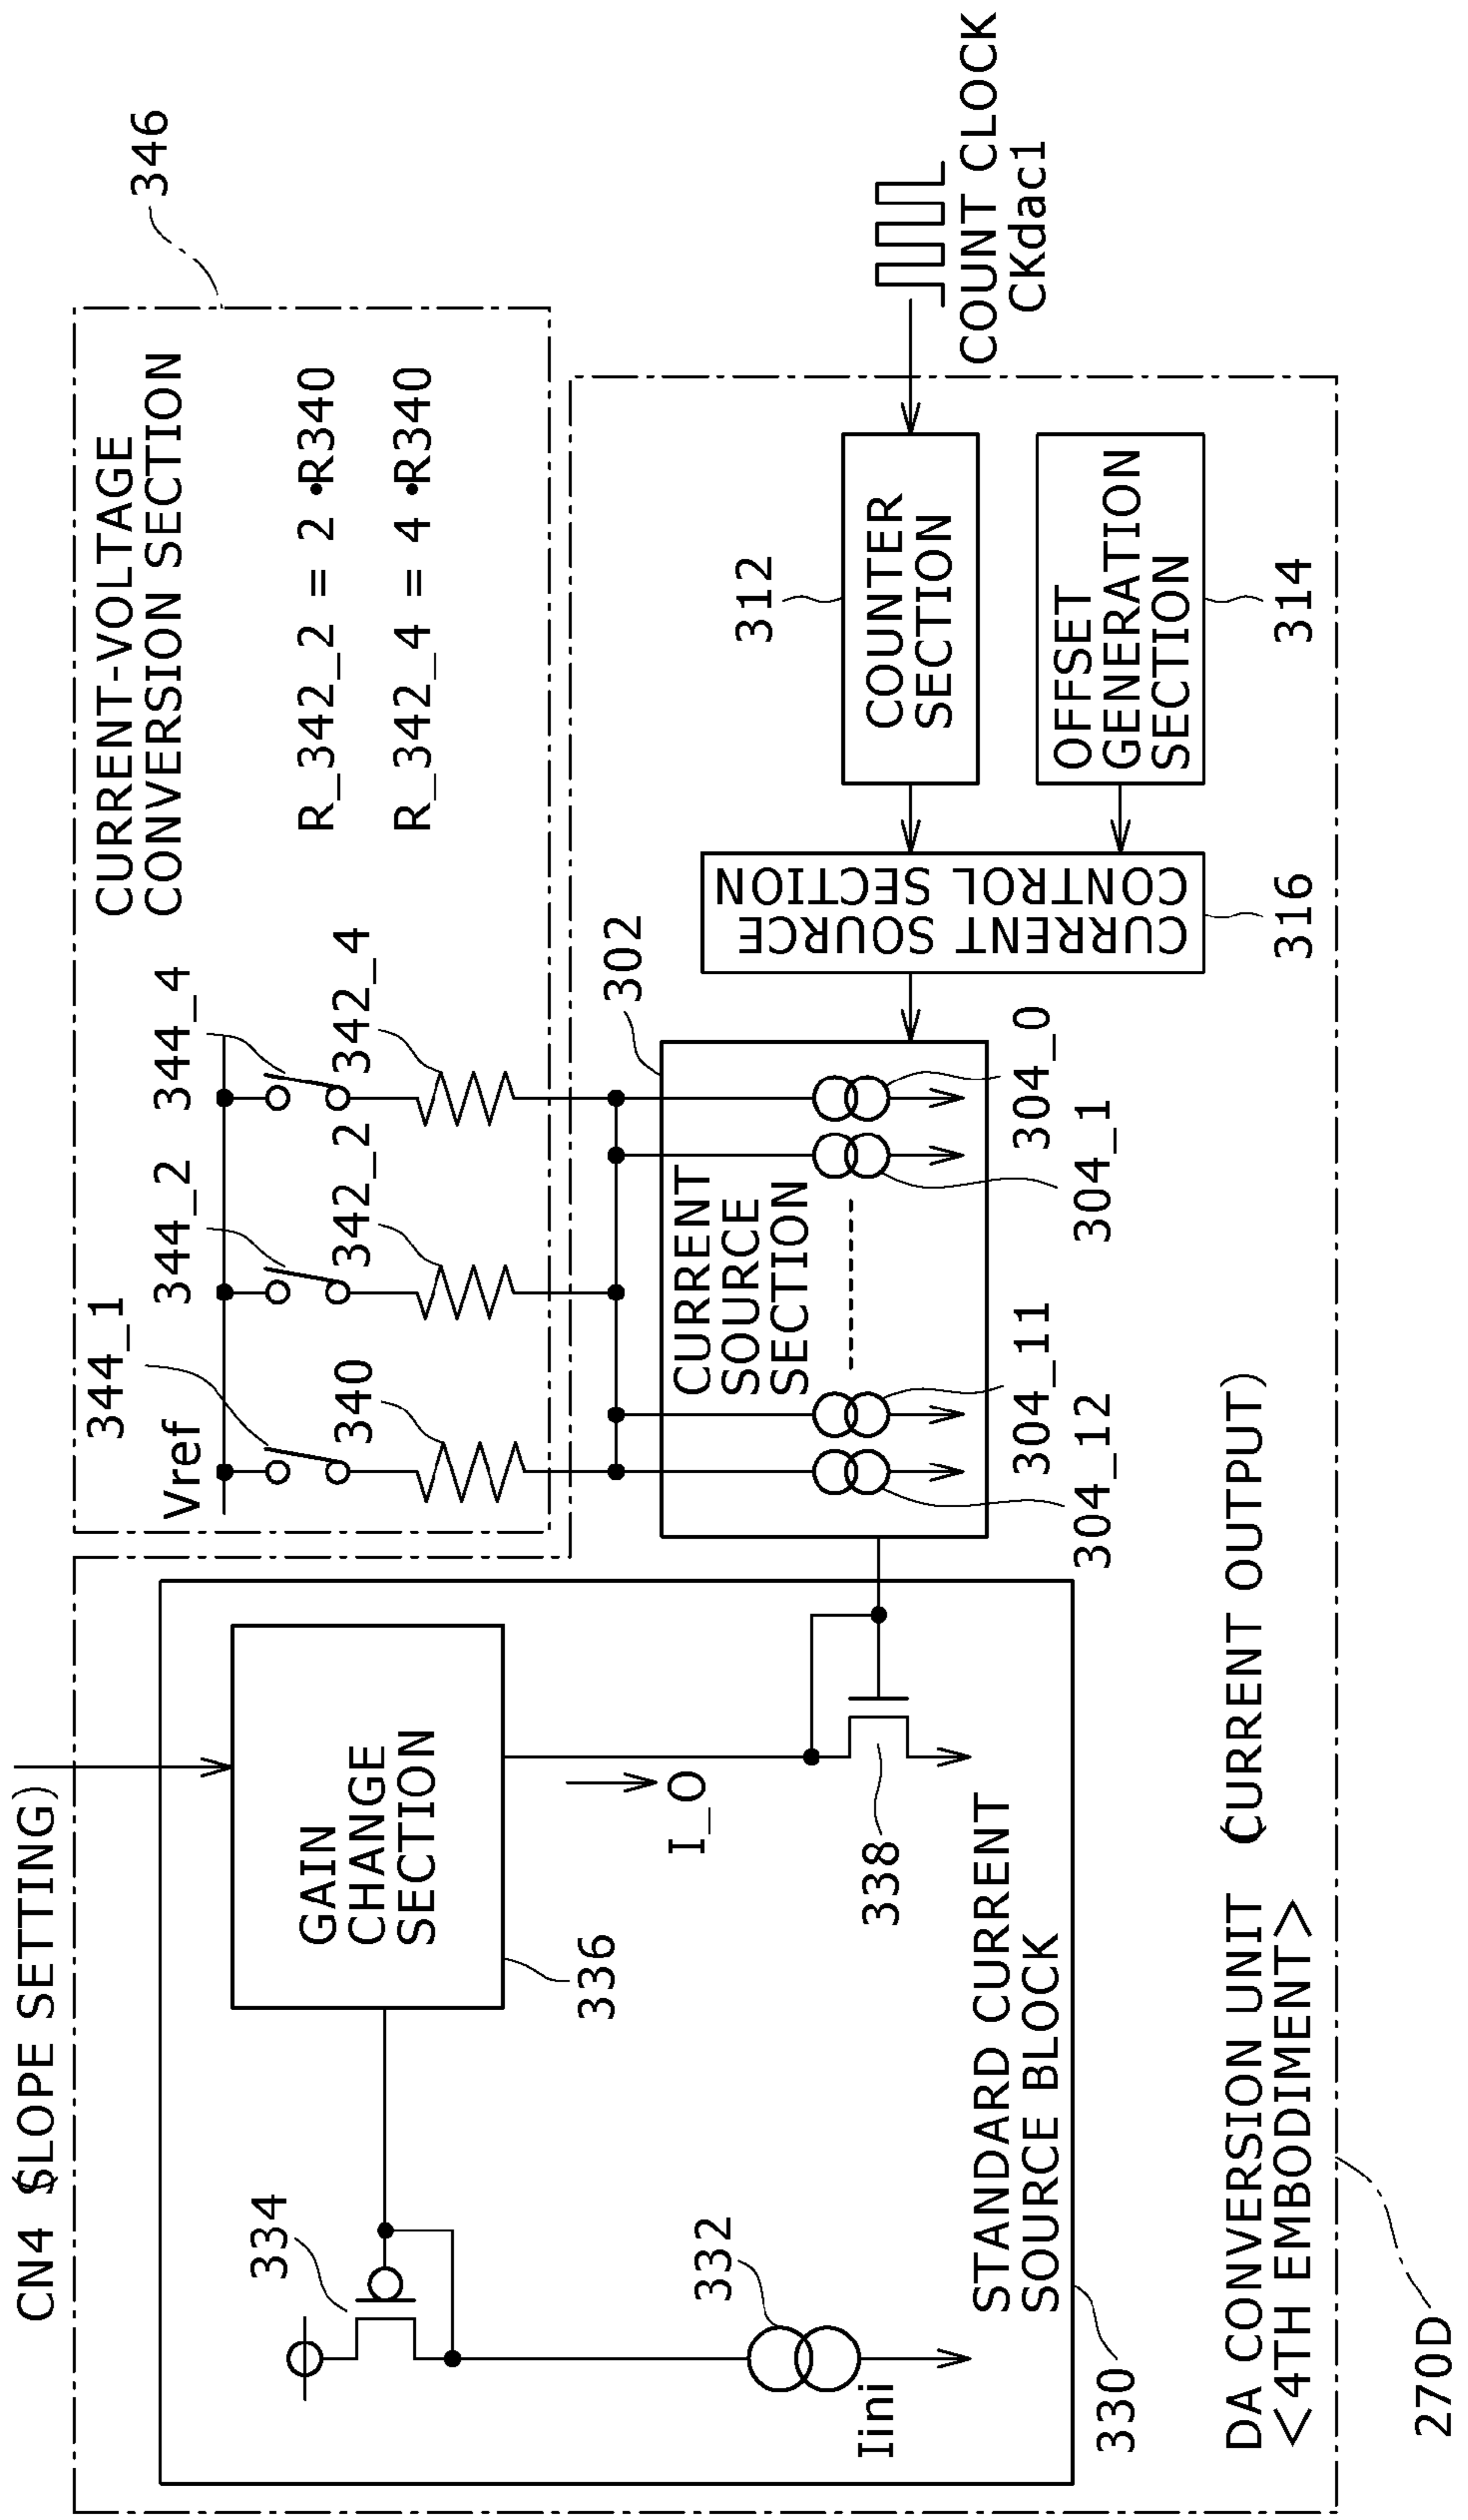 CN4 (SLOPE SETTING)
346
CURRENT-VOLTAGE
CONVERSION SECTION
R_342_2 = 2 •R340
R_342_4 = 4 •R340
344_1
344_2
344_4
Vref
340
342_2
342_4
334
GAIN
CHANGE
SECTION
336
I_O
332
Iini
338
STANDARD CURRENT
SOURCE BLOCK
330
302
CURRENT
SOURCE
SECTION
304_12
304_11
304_1
304_0
CURRENT SOURCE
CONTROL SECTION
316
312
COUNTER
SECTION
OFFSET
GENERATION
SECTION
314
COUNT CLOCK
CKdac1
DA CONVERSION UNIT (CURRENT OUTPUT)
<4TH EMBODIMENT>
270D